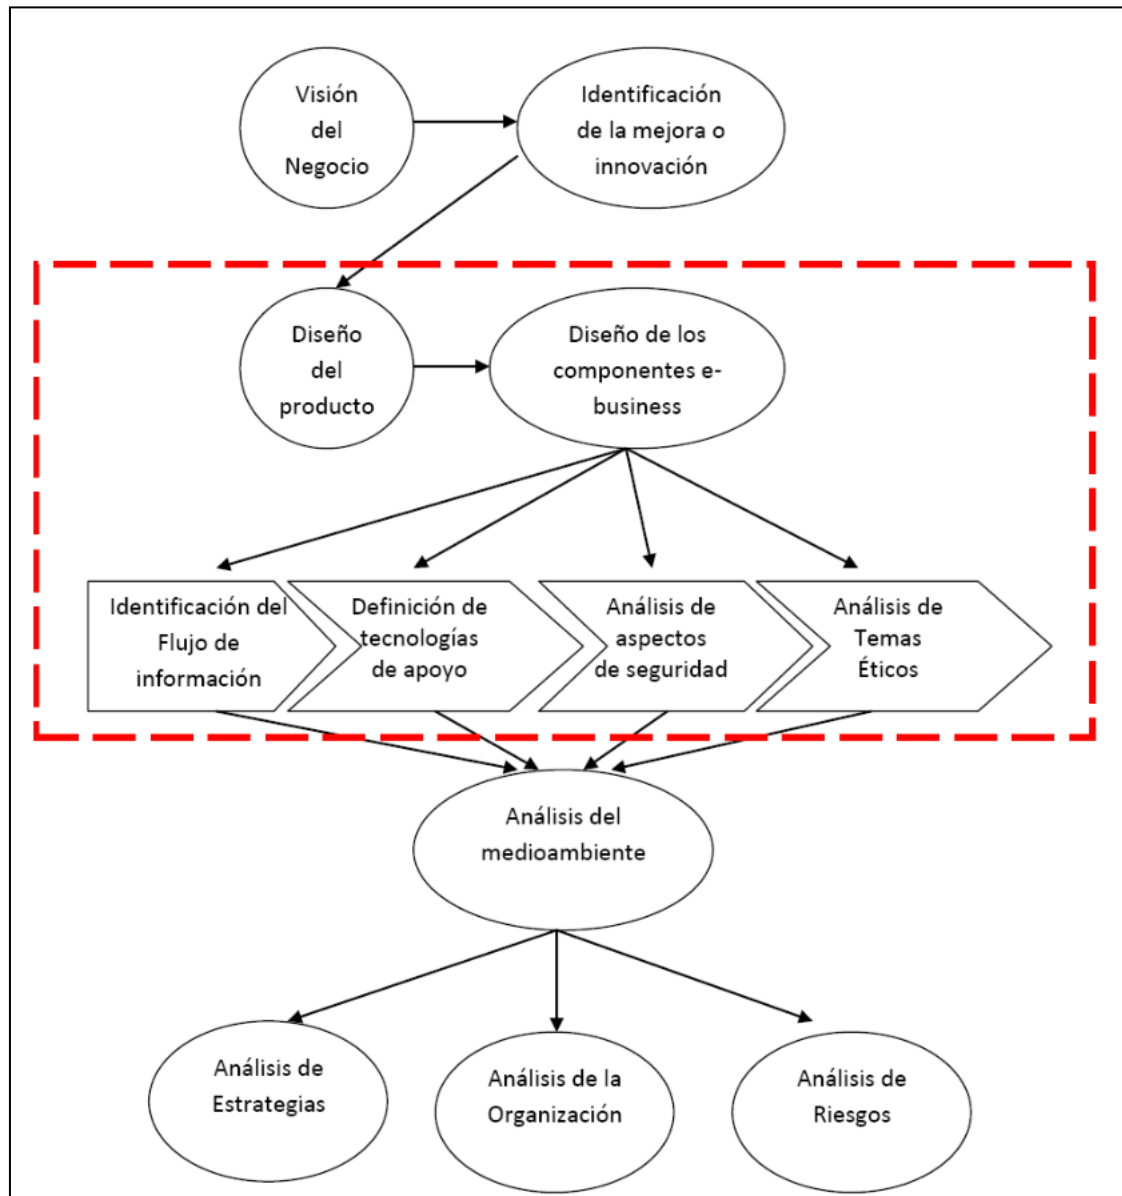 Visión
del
Negocio
Identificación
de la mejora o
innovación
Diseño
del
producto
Diseño de los
componentes e-
business
Identificación del
Flujo de
información
Definición de
tecnologías
de apoyo
Análisis de
aspectos
de seguridad
Análisis de
Temas
Éticos
Análisis del
medioambiente
Análisis de
Estrategias
Análisis de la
Organización
Análisis de
Riesgos